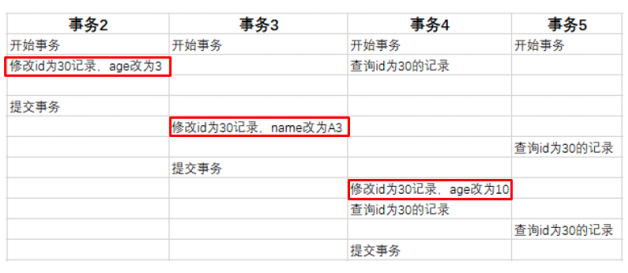 事务2 事务3 事务4 事务5
开始事务 开始事务 开始事务 开始事务
修改id为30记录，age改为3 查询id为30的记录
提交事务
修改id为30记录，name改为A3
查询id为30的记录
提交事务
修改id为30记录，age改为10
查询id为30的记录
查询id为30的记录
提交事务